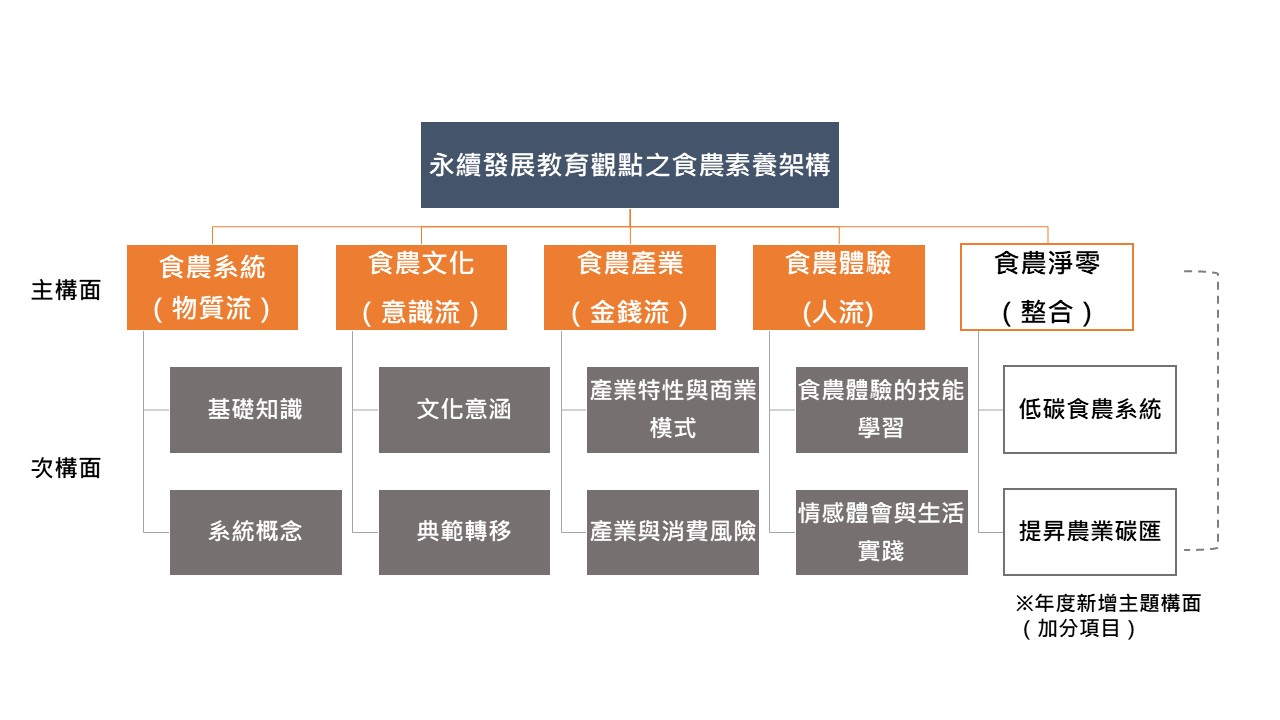 永續發展教育觀點之食農素養架構
主構面
食農系統
（物質流）
食農文化
（意識流）
食農產業
（金錢流）
食農體驗
(人流)
食農淨零
（整合）
次構面
基礎知識
文化意涵
產業特性與商業
模式
食農體驗的技能
學習
低碳食農系統
系統概念
典範轉移
產業與消費風險
情感體會與生活
實踐
提昇農業碳匯
※年度新增主題構面
（加分項目）